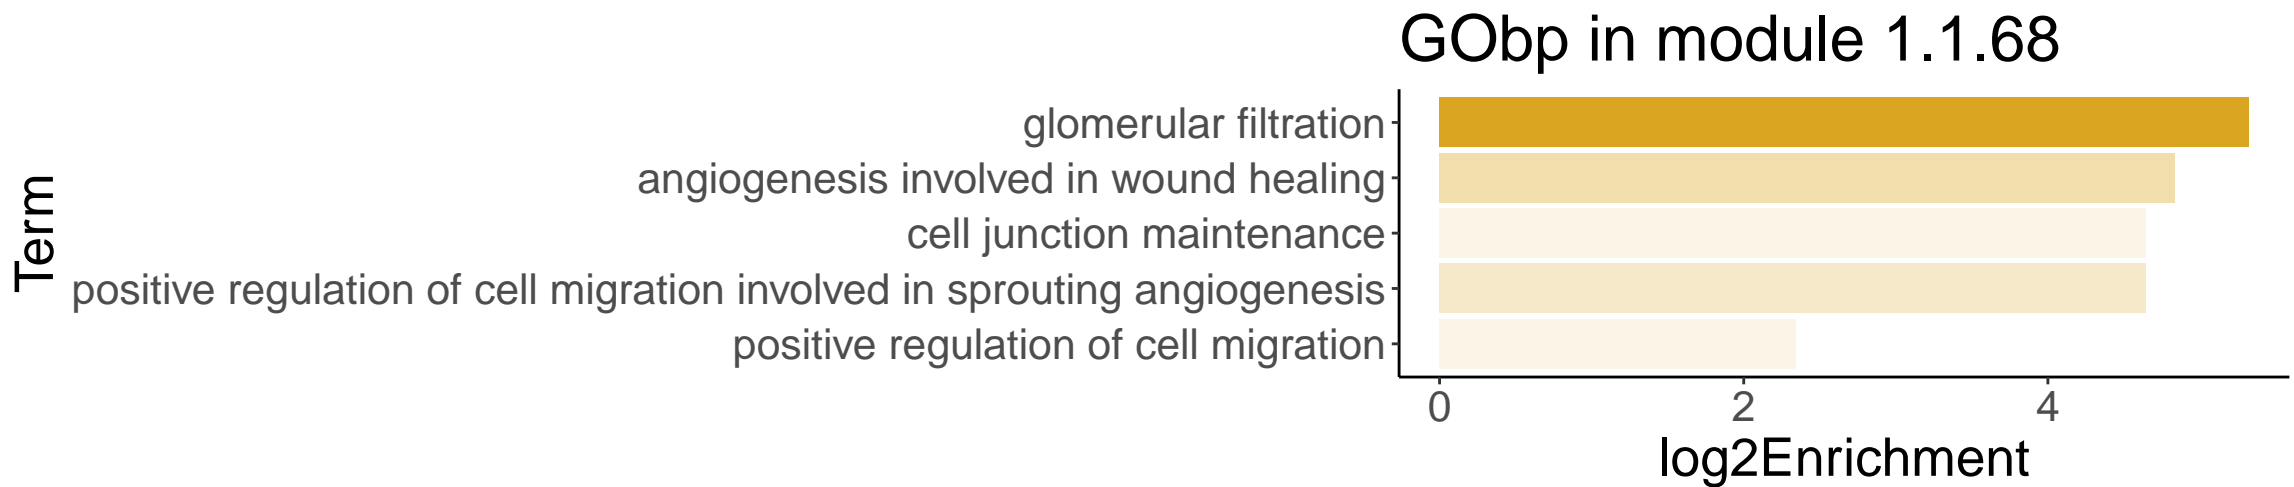 GObp in module 1.1.68
Term
glomerular filtration
angiogenesis involved in wound healing
cell junction maintenance
positive regulation of cell migration involved in sprouting angiogenesis
positive regulation of cell migration
0 2 4
log2Enrichment